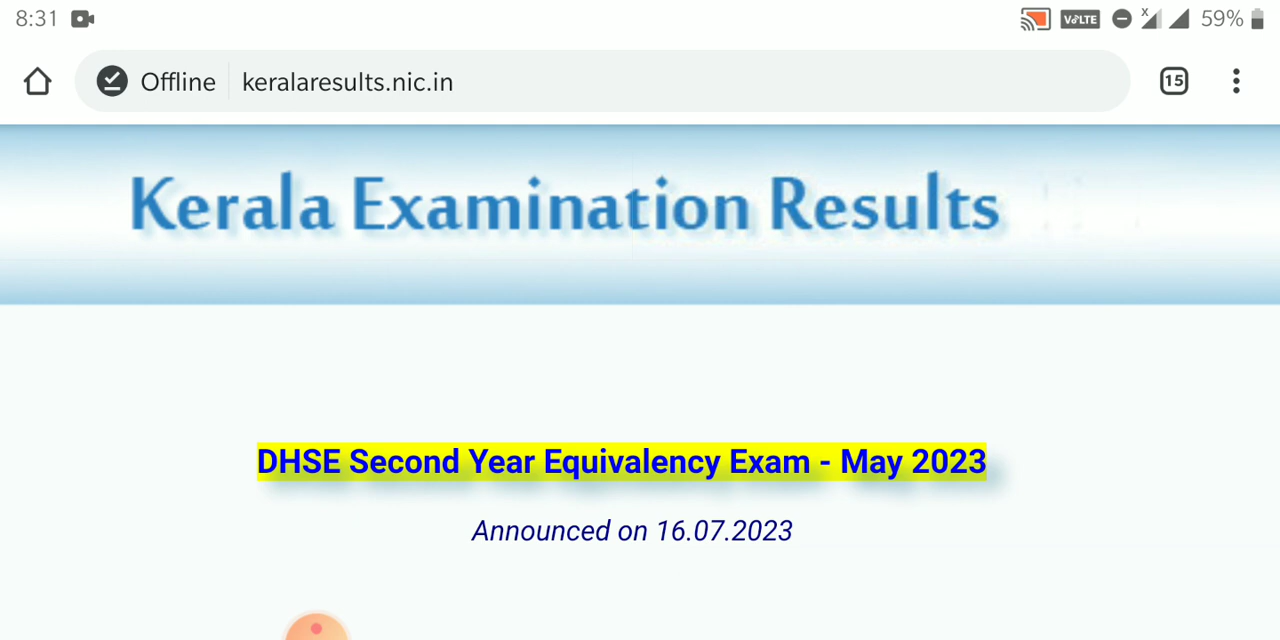 8:31
VoLTE
X
59%
Offline
keralaresults.nic.in
15
Kerala Examination Results
DHSE Second Year Equivalency Exam - May 2023
Announced on 16.07.2023